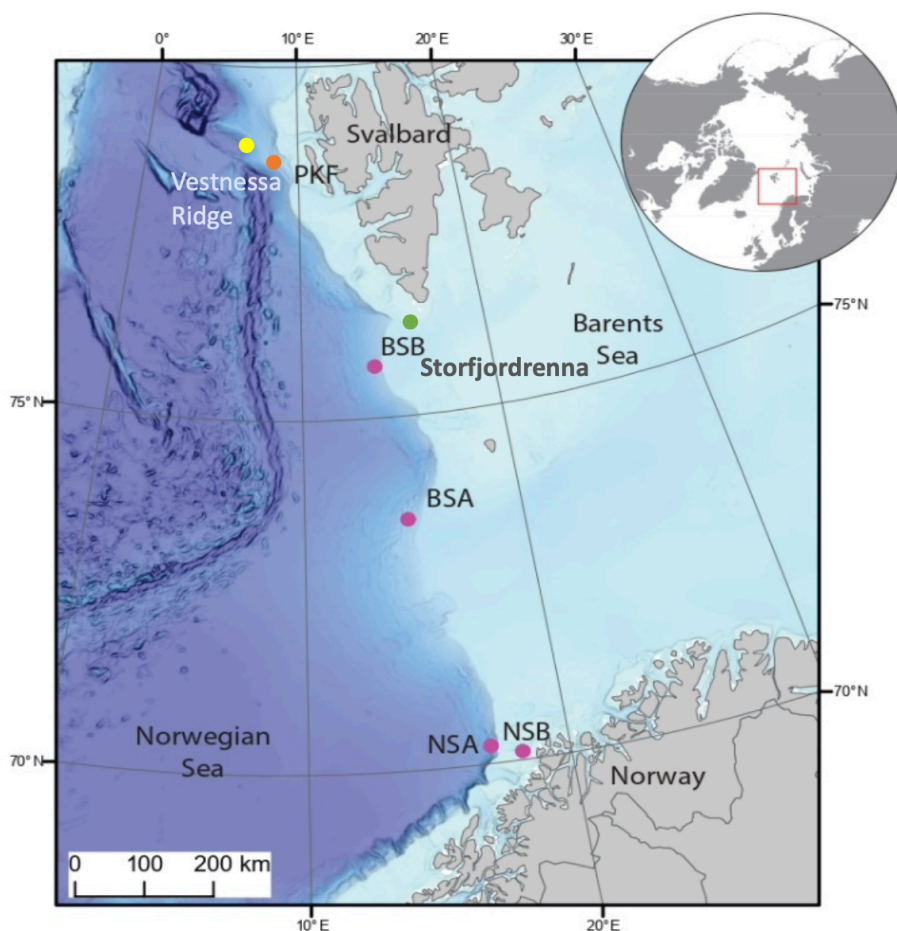 0°
10°E
20°E
30°E
Svalbard
PKF
Vestnessa
Ridge
75°N
Barents
Sea
BSB
Storfjordrenna
75°N
BSA
70°N
Norwegian
Sea
NSA
NSB
70°N
Norway
0 100 200 km
10°E
20°E